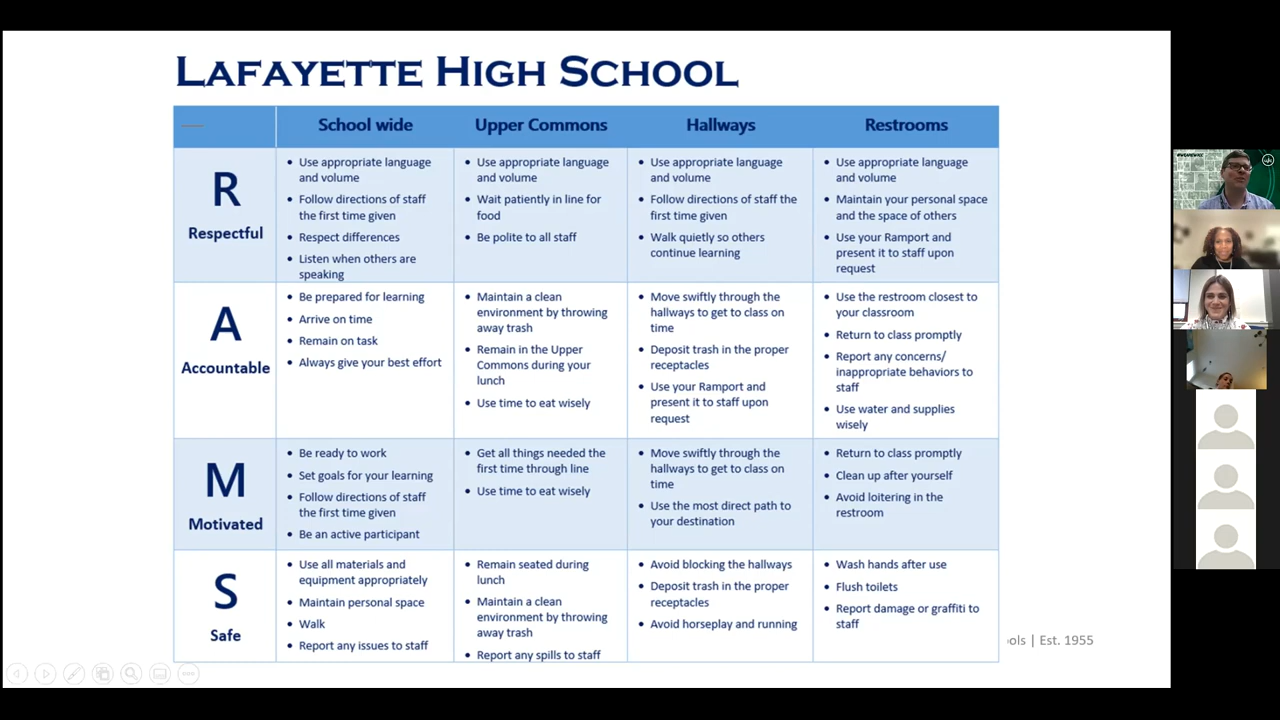 LAFAYETTE HIGH SCHOOL
School wide
Upper Commons
Hallways
Restrooms
R
Respectful
• Use appropriate language
and volume
• Follow directions of staff
the first time given
• Respect differences
• Listen when others are
speaking
• Use appropriate language
and volume
• Wait patiently in line for
food
• Be polite to all staff
• Use appropriate language
and volume
• Follow directions of staff the
first time given
• Walk quietly so others
continue learning
• Use appropriate language
and volume
• Maintain your personal space
and the space of others
• Use your Ramport and
present it to staff upon
request
A
Accountable
• Be prepared for learning
• Arrive on time
• Remain on task
• Always give your best effort
• Maintain a clean
environment by throwing
away trash
• Remain in the Upper
Commons during your
lunch
• Use time to eat wisely
• Move swiftly through the
hallways to get to class on
time
• Deposit trash in the proper
receptacles
• Use your Ramport and
present it to staff upon
request
• Use the restroom closest to
your classroom
• Return to class promptly
• Report any concerns/
inappropriate behaviors to
staff
• Use water and supplies
wisely
M
Motivated
• Be ready to work
• Set goals for your learning
• Follow directions of staff
the first time given
• Be an active participant
• Get all things needed the
first time through line
• Use time to eat wisely
• Move swiftly through the
hallways to get to class on
time
• Use the most direct path to
your destination
• Return to class promptly
• Clean up after yourself
• Avoid loitering in the
restroom
S
Safe
• Use all materials and
equipment appropriately
• Maintain personal space
• Walk
• Report any issues to staff
• Remain seated during
lunch
• Maintain a clean
environment by throwing
away trash
• Report any spills to staff
• Avoid blocking the hallways
• Deposit trash in the proper
receptacles
• Avoid horseplay and running
• Wash hands after use
• Flush toilets
• Report damage or graffiti to
staff
ools | Est. 1955